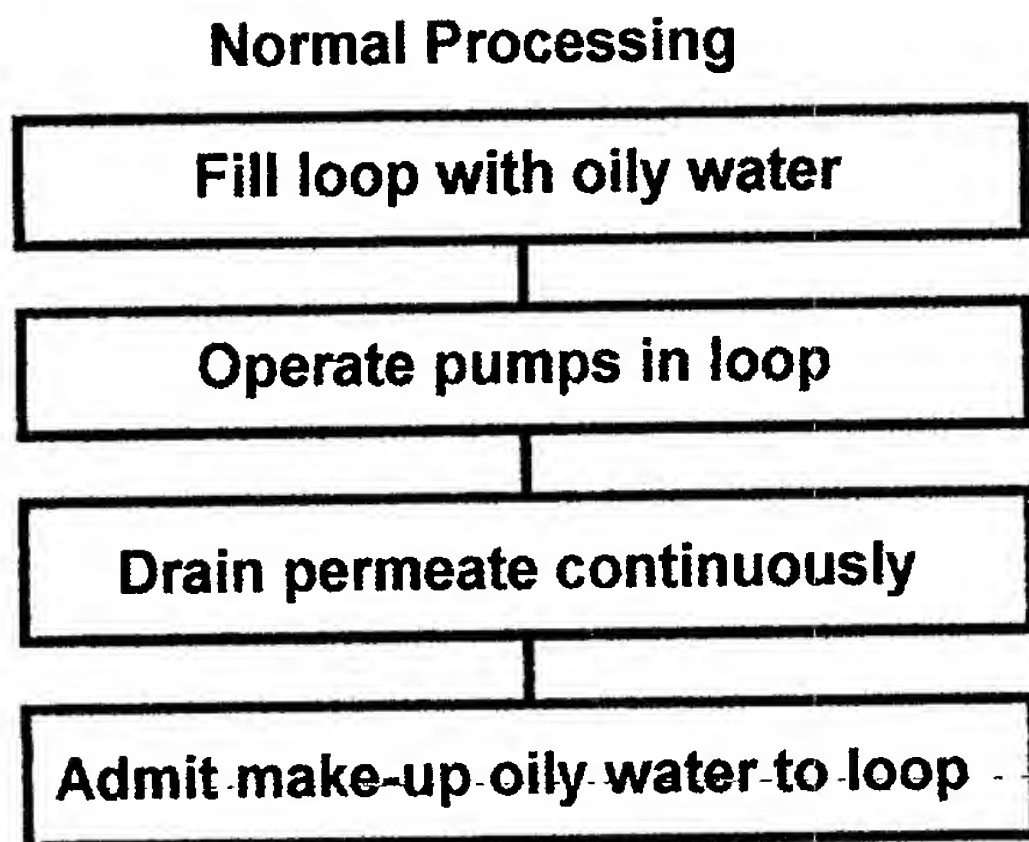 Normal Processing
Fill loop with oily water
Operate pumps in loop
Drain permeate continuously
Admit make-up oily water to loop